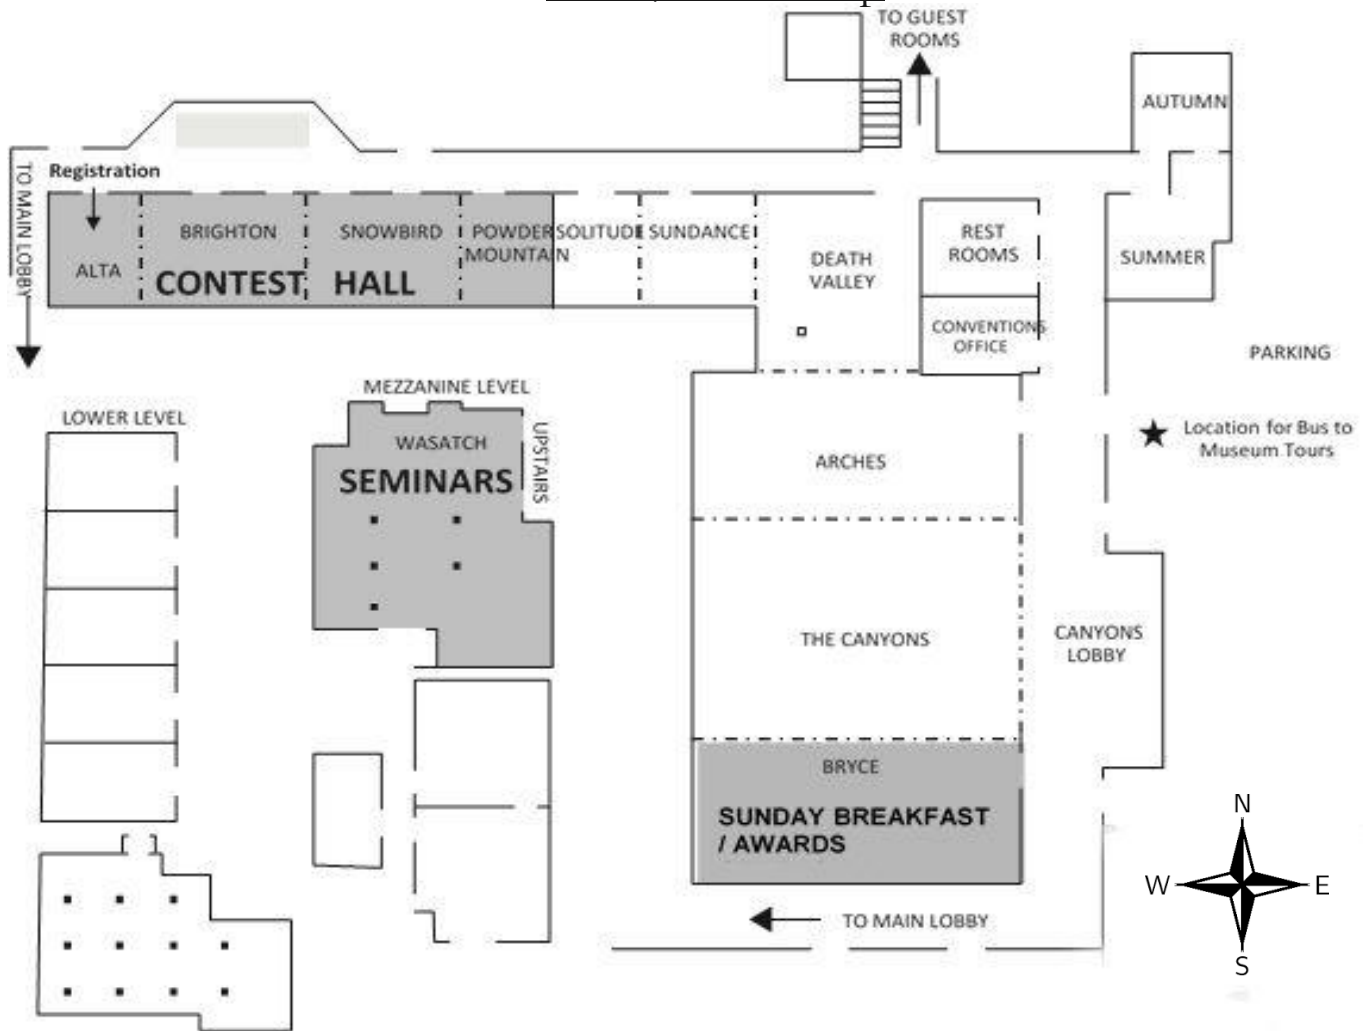 TO GUEST
ROOMS
AUTUMN
TO MAIN LOBBY
Registration
BRIGHTON
SNOWBIRD
POWDER
MOUNTAIN
SOLITUDE
SUNDANCE
ALTA
CONTEST HALL
DEATH
VALLEY
REST
ROOMS
SUMMER
CONVENTIONS
OFFICE
PARKING
MEZZANINE LEVEL
LOWER LEVEL
WASATCH
SEMINARS
UPSTAIRS
ARCHES
Location for Bus to
Museum Tours
THE CANYONS
CANYONS
LOBBY
BRYCE
SUNDAY BREAKFAST
/ AWARDS
TO MAIN LOBBY
N
W
E
S